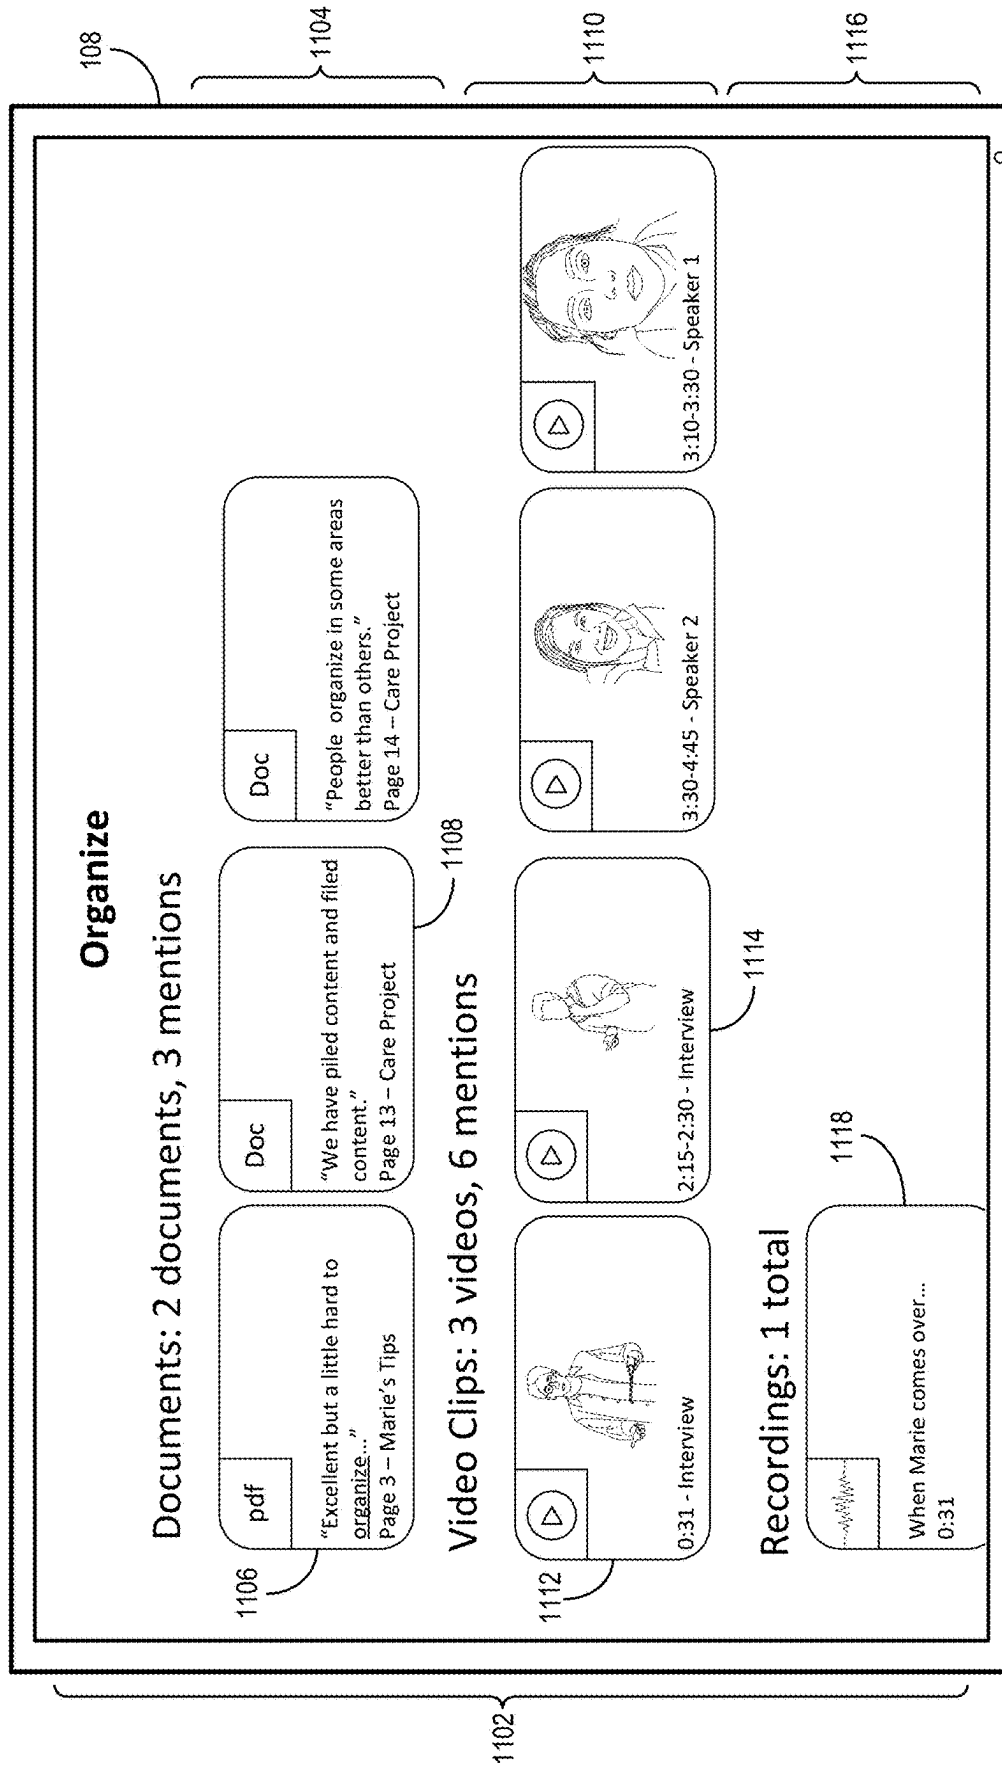 108
Organize
Documents: 2 documents, 3 mentions
1104
pdf
"Excellent but a little hard to
organize..."
Page 3 – Marie's Tips
1106
Doc
"We have piled content and filed
content."
Page 13 – Care Project
1108
Doc
"People organize in some areas
better than others."
Page 14 – Care Project
Video Clips: 3 videos, 6 mentions
1110
0:31 - Interview
1112
2:15-2:30 - Interview
1114
3:30-4:45 - Speaker 2
3:10-3:30 - Speaker 1
Recordings: 1 total
1116
When Marie comes over...
0:31
1118
1102